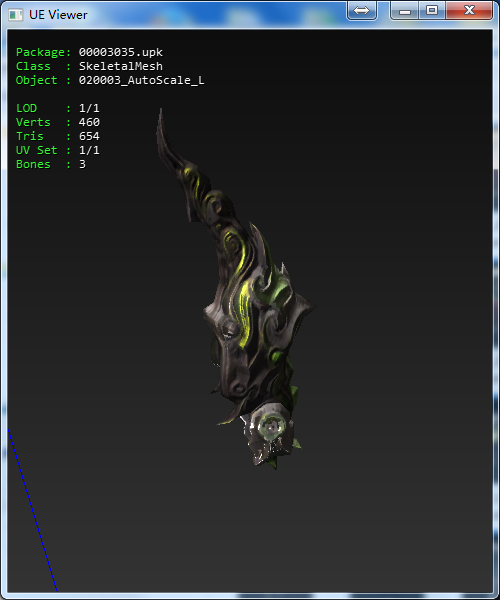 UE Viewer
Package: 00003035.upk
Class : SkeletalMesh
Object : 020003_AutoScale_L
LOD : 1/1
Verts : 460
Tris : 654
UV Set : 1/1
Bones : 3